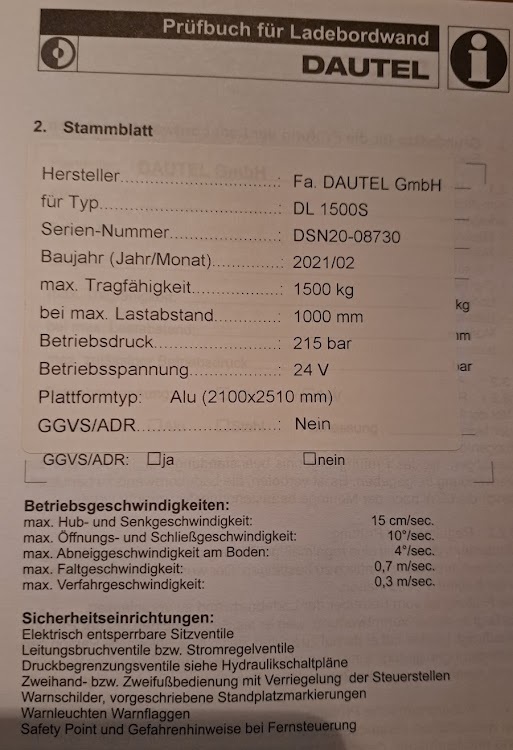 Prüfbuch für Ladebordwand
DAUTEL
2. Stammblatt
Hersteller..............................: Fa. DAUTEL GmbH
für Typ..................................: DL 1500S
Serien-Nummer....................: DSN20-08730
Baujahr (Jahr/Monat)............: 2021/02
max. Tragfähigkeit................: 1500 kg
kg
bei max. Lastabstand...........: 1000 mm
mm
Betriebsdruck.......................: 215 bar
bar
Betriebsspannung................: 24 V
Plattformtyp: Alu (2100x2510 mm)
GGVS/ADR..........................: Nein
GGVS/ADR: ☐ja ☐nein
Betriebsgeschwindigkeiten:
max. Hub- und Senkgeschwindigkeit: 15 cm/sec.
max. Öffnungs- und Schließgeschwindigkeit: 10°/sec.
max. Abneiggeschwindigkeit am Boden: 4°/sec.
max. Faltgeschwindigkeit: 0,7 m/sec.
max. Verfahrgeschwindigkeit: 0,3 m/sec.
Sicherheitseinrichtungen:
Elektrisch entsperrbare Sitzventile
Leitungsbruchventile bzw. Stromregelventile
Druckbegrenzungsventile siehe Hydraulikschaltpläne
Zweihand- bzw. Zweifußbedienung mit Verriegelung der Steuerstellen
Warnschilder, vorgeschriebene Standplatzmarkierungen
Warnleuchten Warnflaggen
Safety Point und Gefahrenhinweise bei Fernsteuerung